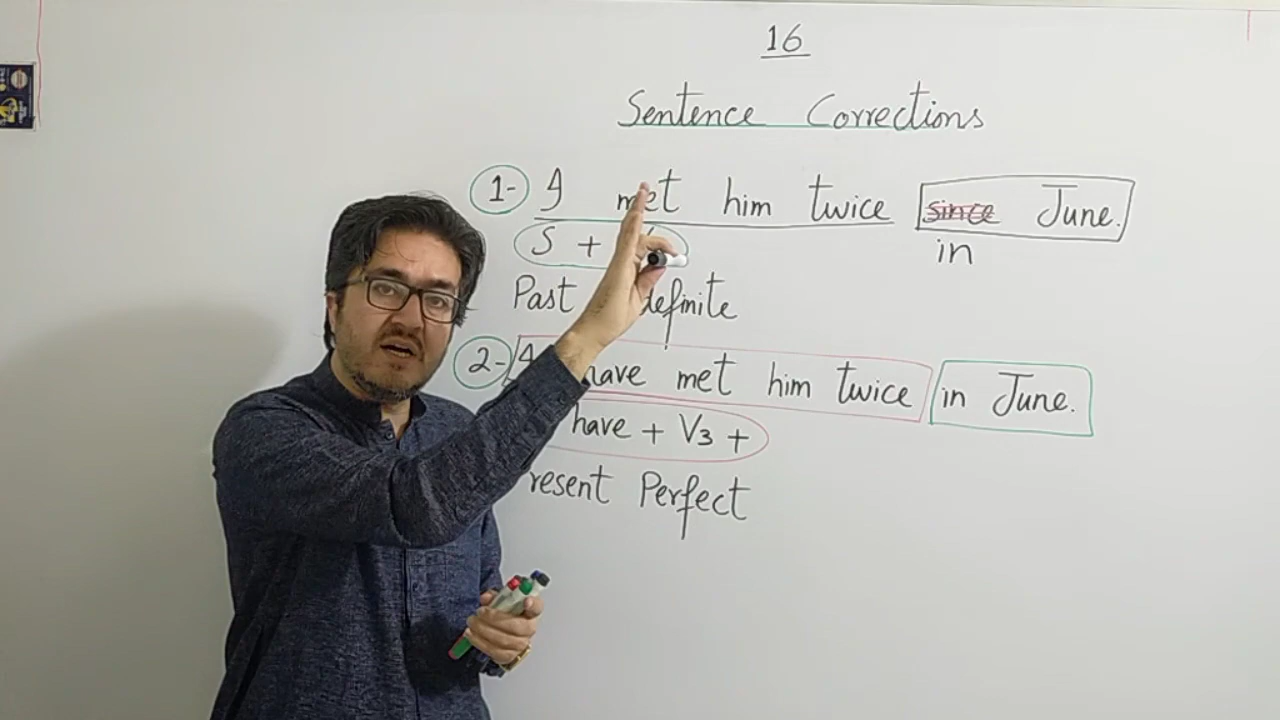 16
Sentence Corrections
1- I met him twice since June.
in
S +
Past definite
2- I have met him twice in June.
have + V3 +
resent Perfect